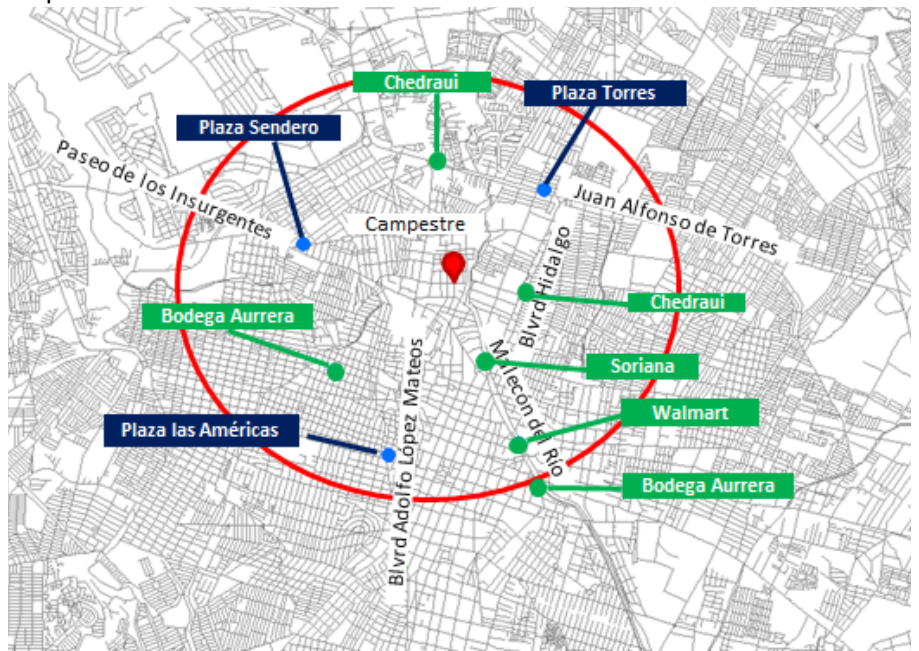 Chedraui
Plaza Torres
Plaza Sendero
Paseo de los Insurgentes
Juan Alfonso de Torres
Campestre
Blvrd Hidalgo
Chedraui
Bodega Aurrera
Malecon del Río
Soriana
Blvrd Adolfo López Mateos
Walmart
Plaza las Américas
Bodega Aurrera